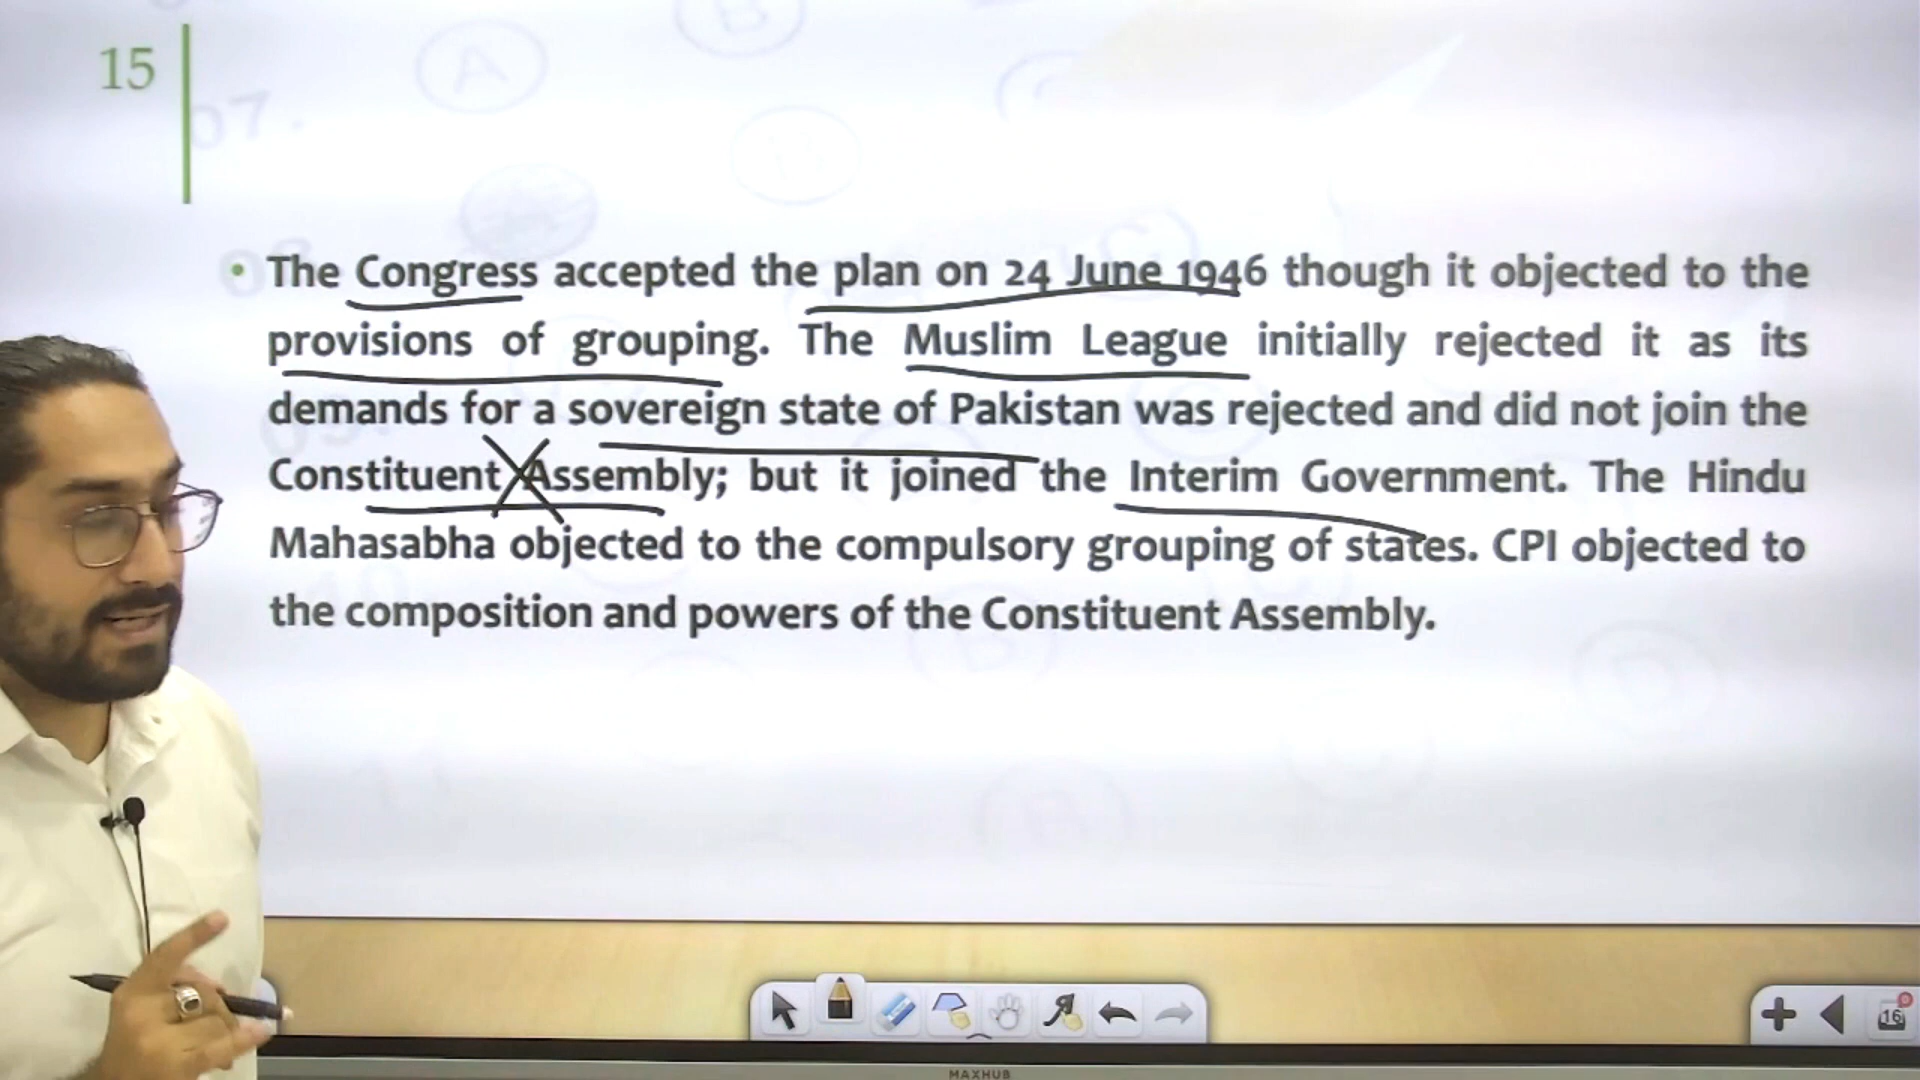 15
07.
• The Congress accepted the plan on 24 June 1946 though it objected to the
provisions of grouping. The Muslim League initially rejected it as its
demands for a sovereign state of Pakistan was rejected and did not join the
Constituent Assembly; but it joined the Interim Government. The Hindu
Mahasabha objected to the compulsory grouping of states. CPI objected to
the composition and powers of the Constituent Assembly.
16
MAXHUB